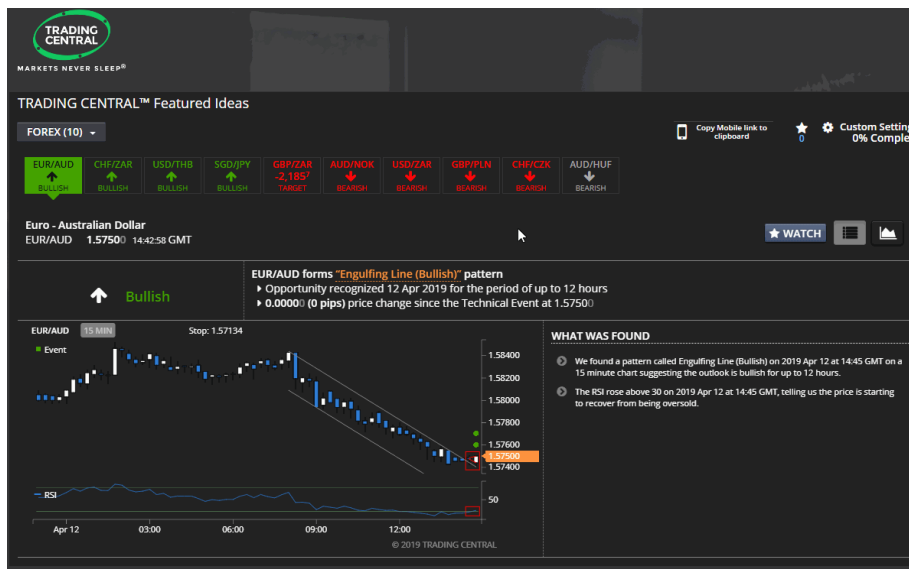 TRADING
CENTRAL
MARKETS NEVER SLEEP®
TRADING CENTRAL™ Featured Ideas
FOREX (10)
Copy Mobile link to
clipboard
0
Custom Setting
0% Comple
EUR/AUD
BULLISH
CHF/ZAR
BULLISH
USD/THB
BULLISH
SGD/JPY
BULLISH
GBP/ZAR
-2,185⁷
TARGET
AUD/NOK
BEARISH
USD/ZAR
BEARISH
GBP/PLN
BEARISH
CHF/CZK
BEARISH
AUD/HUF
BEARISH
Euro - Australian Dollar
EUR/AUD 1.57500 14:42:58 GMT
WATCH
Bullish
EUR/AUD forms "Engulfing Line (Bullish)" pattern
Opportunity recognized 12 Apr 2019 for the period of up to 12 hours
0.00000 (0 pips) price change since the Technical Event at 1.57500
EUR/AUD 15 MIN Stop: 1.57134
Event
1.58400
1.58200
1.58000
1.57800
1.57600
1.57500
1.57400
RSI
50
Apr 12 03:00 06:00 09:00 12:00
© 2019 TRADING CENTRAL
WHAT WAS FOUND
We found a pattern called Engulfing Line (Bullish) on 2019 Apr 12 at 14:45 GMT on a
15 minute chart suggesting the outlook is bullish for up to 12 hours.
The RSI rose above 30 on 2019 Apr 12 at 14:45 GMT, telling us the price is starting
to recover from being oversold.